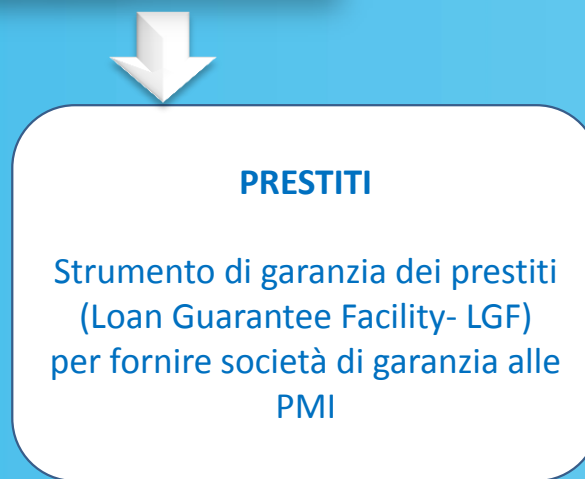 PRESTITI
Strumento di garanzia dei prestiti
(Loan Guarantee Facility- LGF)
per fornire società di garanzia alle
PMI